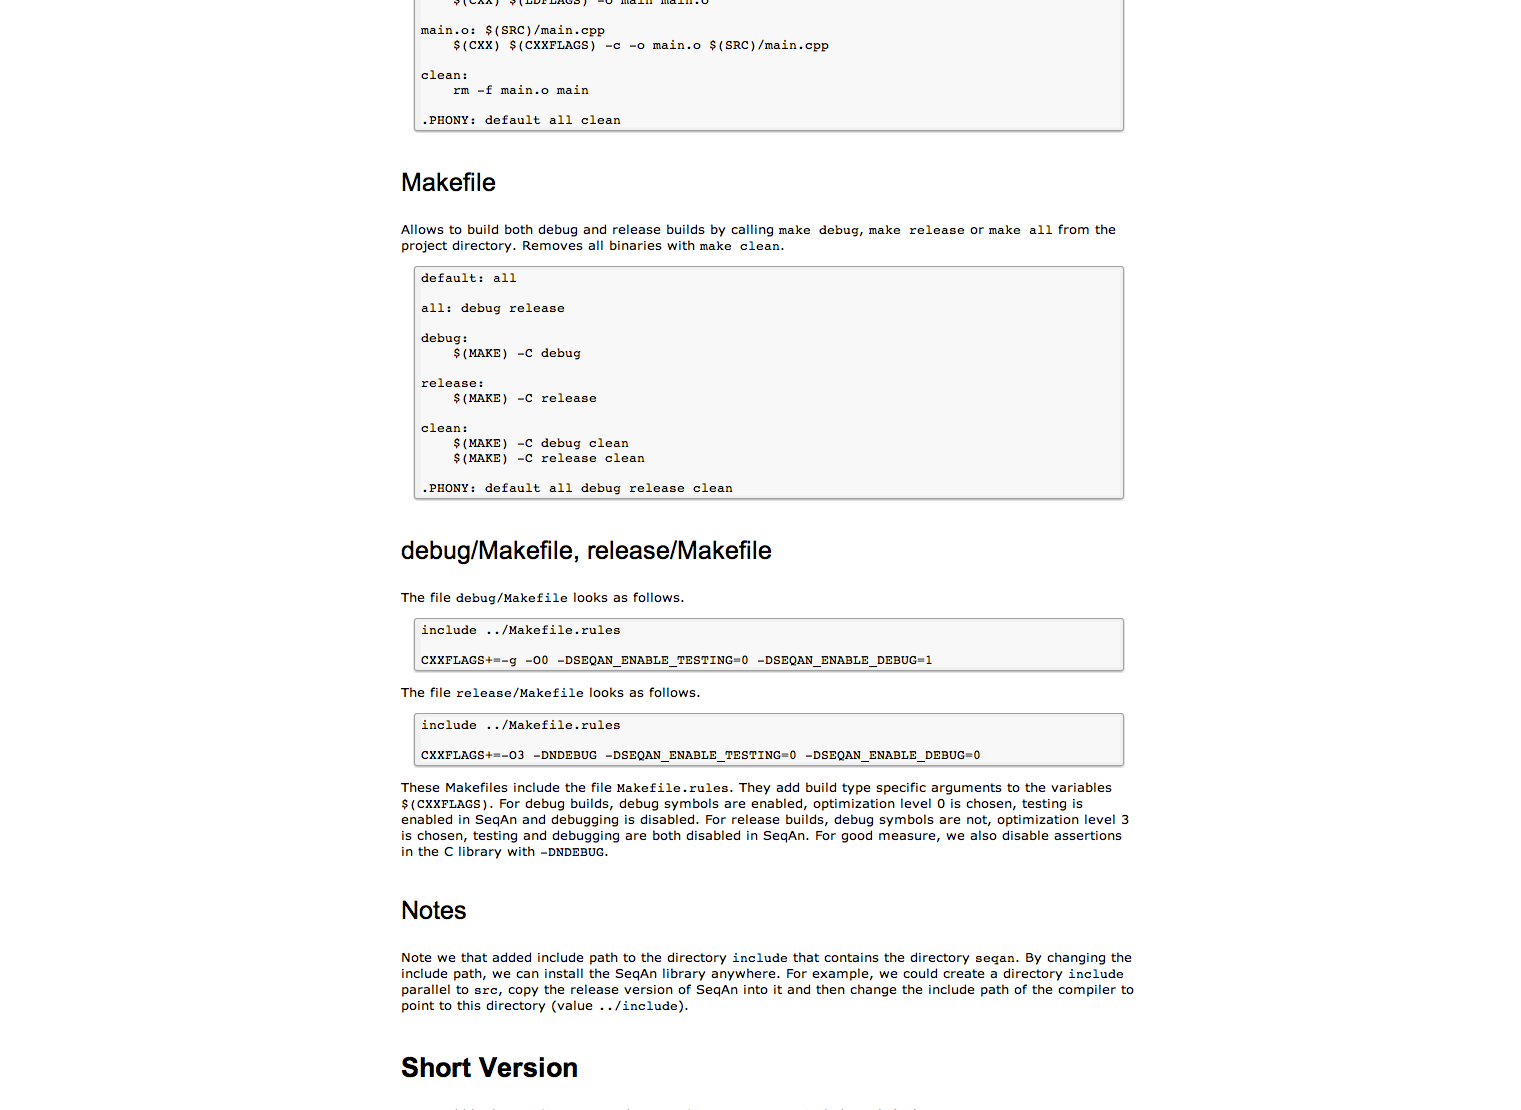 $(CXX) $(LDFLAGS) -o main main.o
main.o: $(SRC)/main.cpp
$(CXX) $(CXXFLAGS) -c -o main.o $(SRC)/main.cpp
clean:
rm -f main.o main
.PHONY: default all clean
Makefile
Allows to build both debug and release builds by calling make debug, make release or make all from the
project directory. Removes all binaries with make clean.
default: all
all: debug release
debug:
$(MAKE) -C debug
release:
$(MAKE) -C release
clean:
$(MAKE) -C debug clean
$(MAKE) -C release clean
.PHONY: default all debug release clean
debug/Makefile, release/Makefile
The file debug/Makefile looks as follows.
include ../Makefile.rules
CXXFLAGS+=-g -O0 -DSEQAN_ENABLE_TESTING=0 -DSEQAN_ENABLE_DEBUG=1
The file release/Makefile looks as follows.
include ../Makefile.rules
CXXFLAGS+=-O3 -DNDEBUG -DSEQAN_ENABLE_TESTING=0 -DSEQAN_ENABLE_DEBUG=0
These Makefiles include the file Makefile.rules. They add build type specific arguments to the variables
$(CXXFLAGS). For debug builds, debug symbols are enabled, optimization level 0 is chosen, testing is
enabled in SeqAn and debugging is disabled. For release builds, debug symbols are not, optimization level 3
is chosen, testing and debugging are both disabled in SeqAn. For good measure, we also disable assertions
in the C library with -DNDEBUG.
Notes
Note we that added include path to the directory include that contains the directory seqan. By changing the
include path, we can install the SeqAn library anywhere. For example, we could create a directory include
parallel to src, copy the release version of SeqAn into it and then change the include path of the compiler to
point to this directory (value ../include).
Short Version